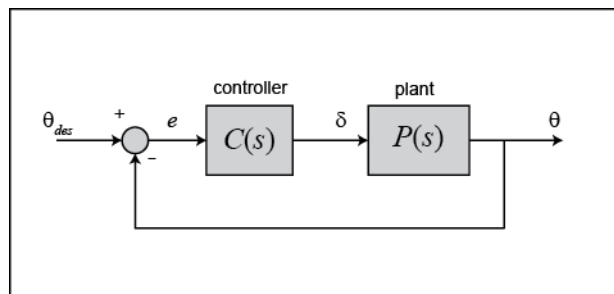 controller plant
θdes + e C(s) δ P(s) θ
−